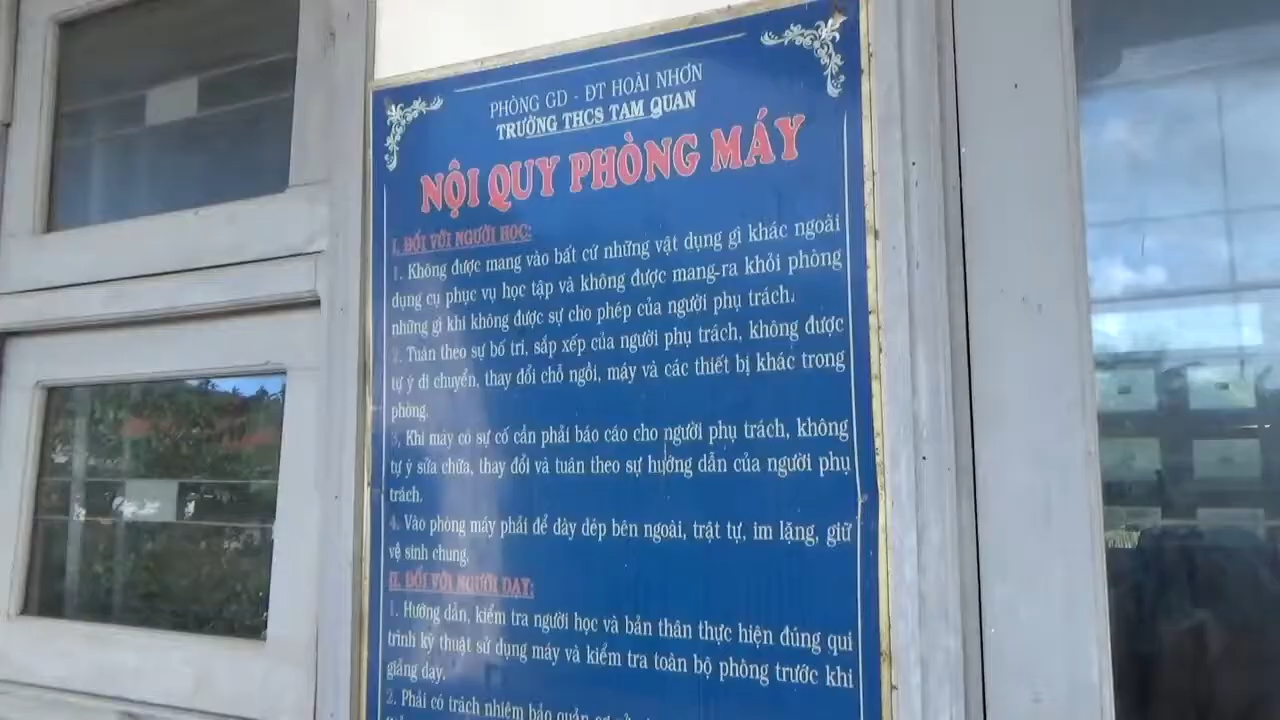 PHÒNG GD - ĐT HOÀI NHƠN
TRƯỜNG THCS TAM QUAN
NỘI QUY PHÒNG MÁY
I. ĐỐI VỚI NGƯỜI HỌC:
1. Không được mang vào bất cứ những vật dụng gì khác ngoài
dụng cụ phục vụ học tập và không được mang ra khỏi phòng
những gì khi không được sự cho phép của người phụ trách.
2. Tuân theo sự bố trí, sắp xếp của người phụ trách, không được
tự ý di chuyển, thay đổi chỗ ngồi, máy và các thiết bị khác trong
phòng.
3. Khi máy có sự cố cần phải báo cáo cho người phụ trách, không
tự ý sửa chữa, thay đổi và tuân theo sự hướng dẫn của người phụ
trách.
4. Vào phòng máy phải để dày dép bên ngoài, trật tự, im lặng, giữ
vệ sinh chung.
II. ĐỐI VỚI NGƯỜI DẠY:
1. Hướng dẫn, kiểm tra người học và bản thân thực hiện đúng qui
trình kỹ thuật sử dụng máy và kiểm tra toàn bộ phòng trước khi
giảng dạy.
2. Phải có trách nhiệm bảo quản